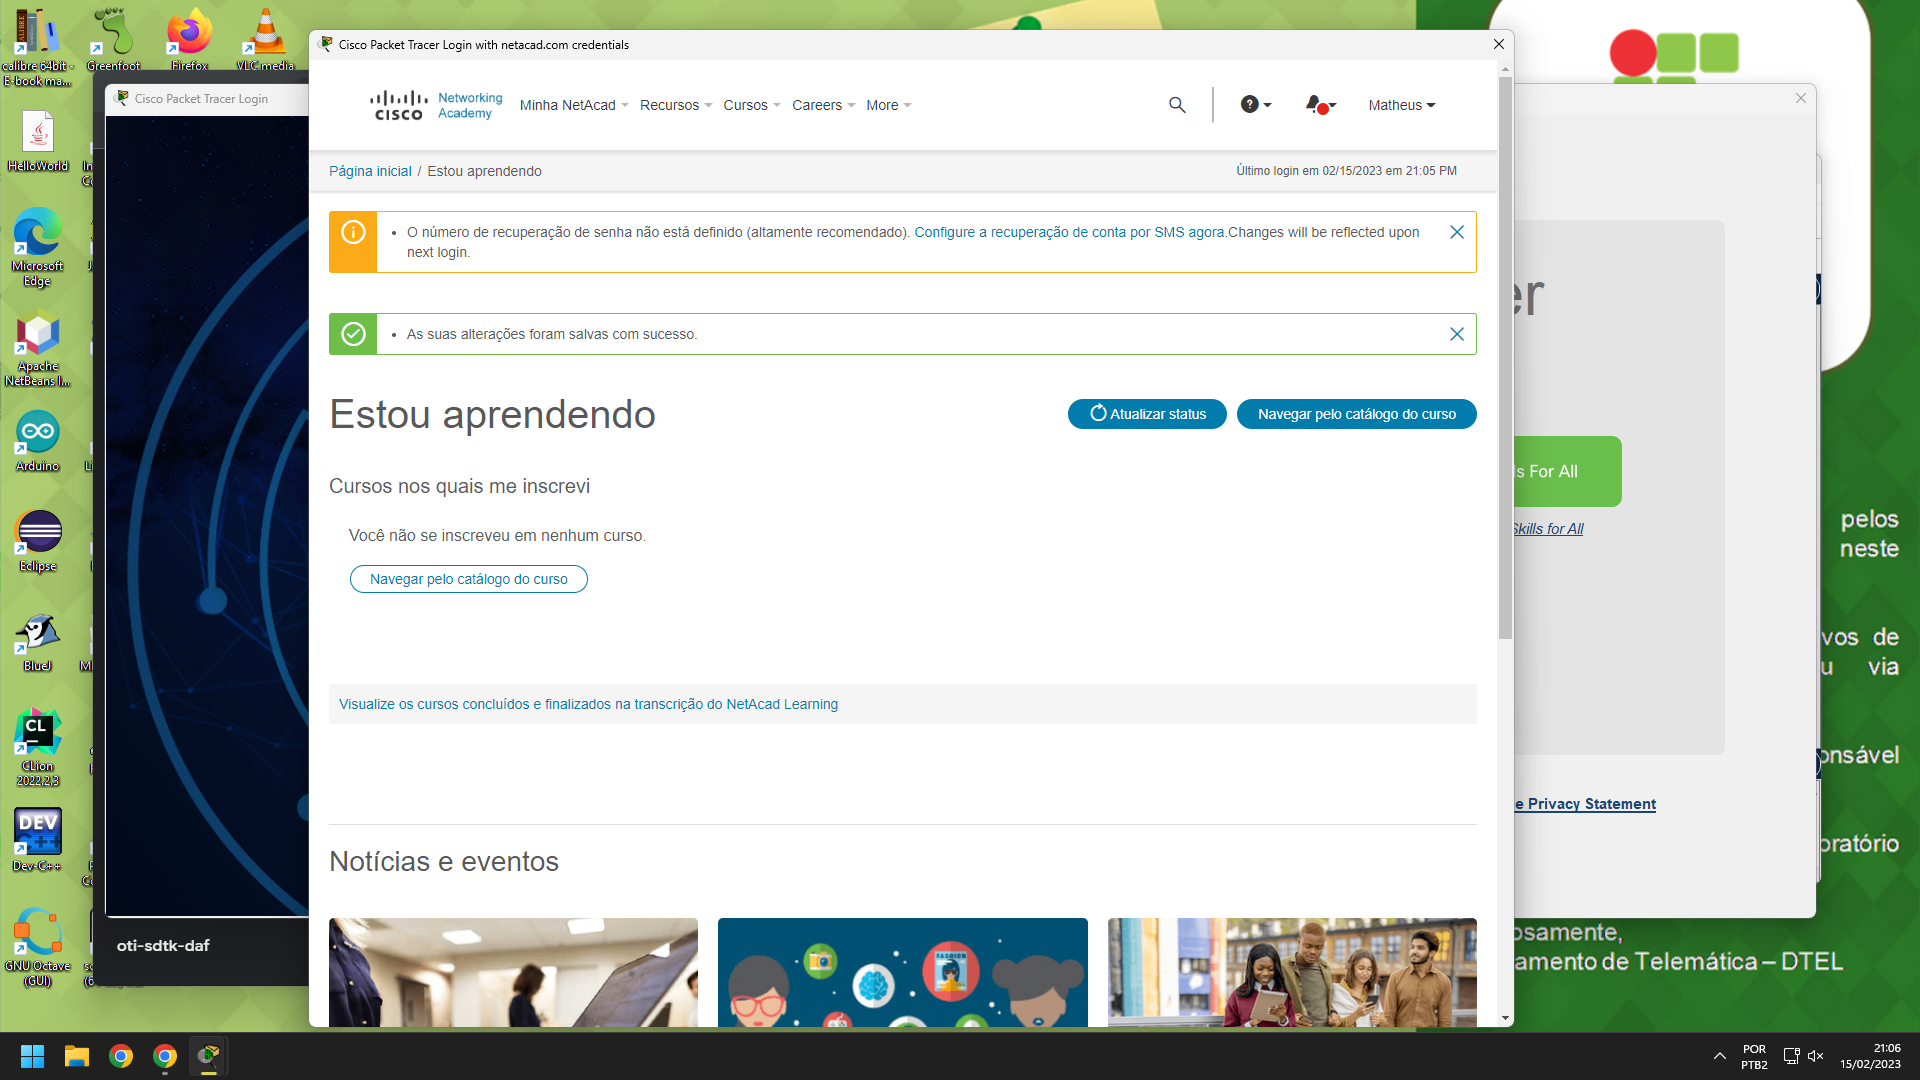 Cisco Packet Tracer Login with netacad.com credentials
cisco Networking Academy
Minha NetAcad
Recursos
Cursos
Careers
More
Matheus
Página inicial / Estou aprendendo
Último login em 02/15/2023 em 21:05 PM
O número de recuperação de senha não está definido (altamente recomendado). Configure a recuperação de conta por SMS agora.Changes will be reflected upon
next login.
As suas alterações foram salvas com sucesso.
Estou aprendendo
Atualizar status
Navegar pelo catálogo do curso
Cursos nos quais me inscrevi
Você não se inscreveu em nenhum curso.
Navegar pelo catálogo do curso
Visualize os cursos concluídos e finalizados na transcrição do NetAcad Learning
Notícias e eventos
FASHION
Cisco Packet Tracer Login
oti-sdtk-daf
er
s For All
Skills for All
e Privacy Statement
pelos
neste
vos de
u via
onsável
oratório
osamente,
amento de Telemática – DTEL
calibre 64bit -
E-book ma...
Greenfoot
Firefox
VLC media
HelloWorld
Microsoft
Edge
Apache
NetBeans I...
Arduino
Eclipse
BlueJ
CL
CLion
2022.2.3
DEV
C++
Dev-C++
GNU Octave
(GUI)
POR
PTB2
21:06
15/02/2023